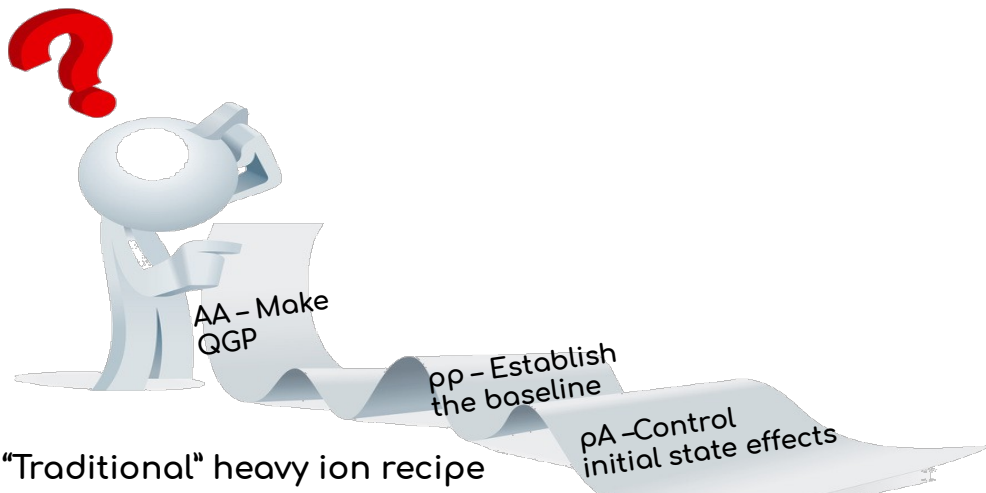 AA – Make
QGP
pp – Establish
the baseline
pA –Control
initial state effects
“Traditional” heavy ion recipe